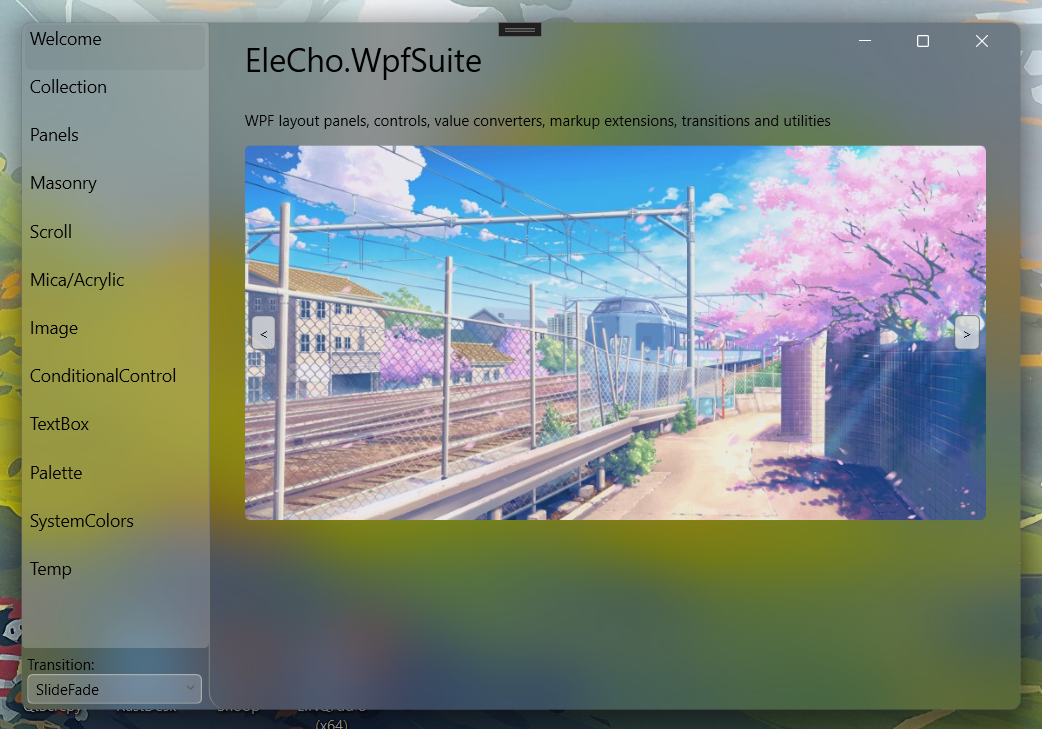 Welcome
Collection
Panels
Masonry
Scroll
Mica/Acrylic
Image
ConditionalControl
TextBox
Palette
SystemColors
Temp
Transition:
SlideFade
EleCho.WpfSuite
WPF layout panels, controls, value converters, markup extensions, transitions and utilities
<
>
(x64)